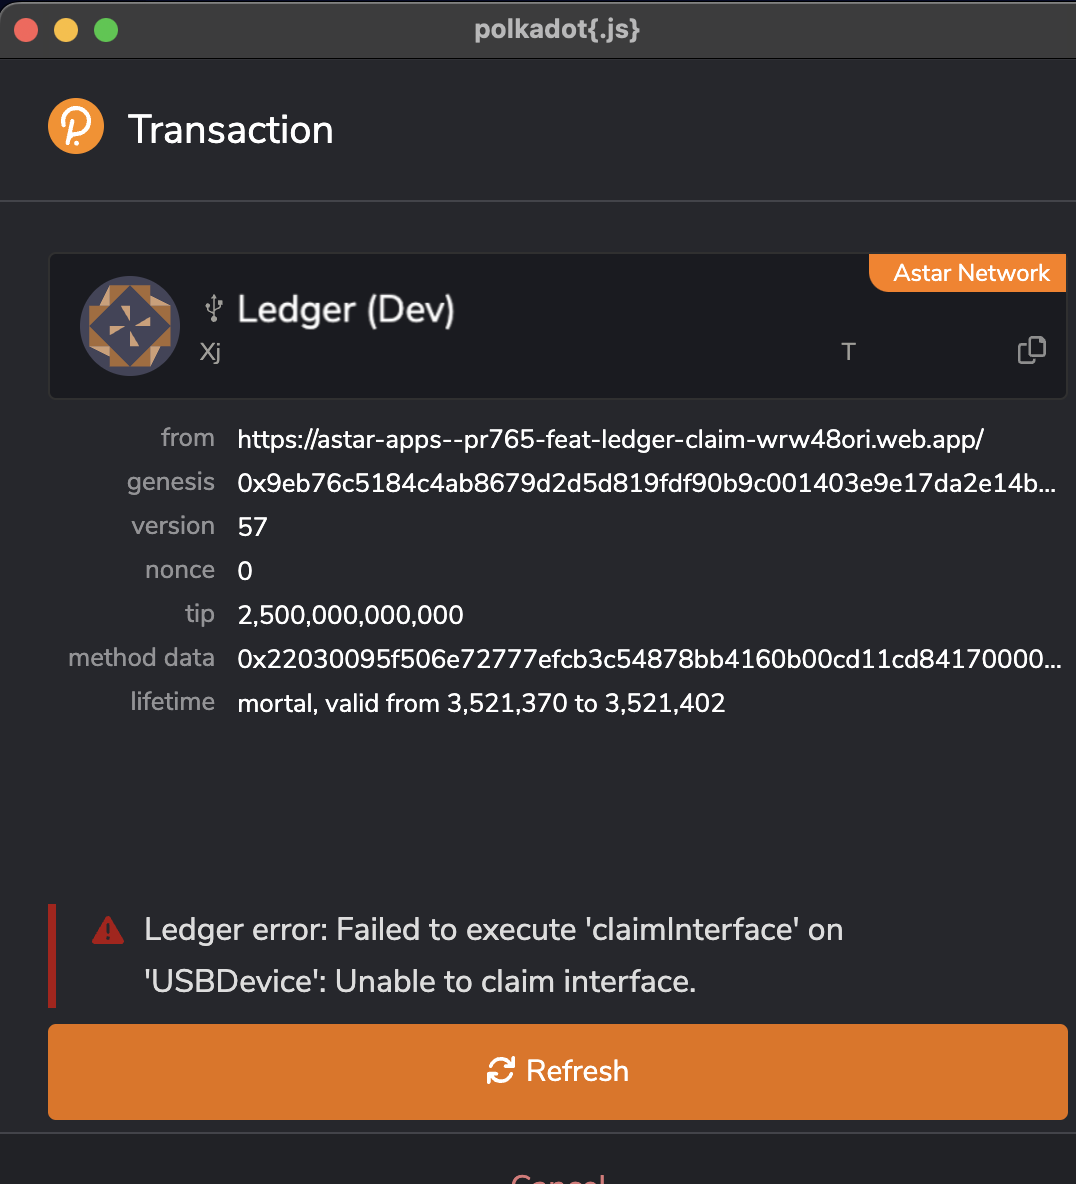 polkadot{.js}
Transaction
Astar Network
Ledger (Dev)
Xj T
from https://astar-apps--pr765-feat-ledger-claim-wrw48ori.web.app/
genesis 0x9eb76c5184c4ab8679d2d5d819fdf90b9c001403e9e17da2e14b...
version 57
nonce 0
tip 2,500,000,000,000
method data 0x22030095f506e72777efcb3c54878bb4160b00cd11cd84170000...
lifetime mortal, valid from 3,521,370 to 3,521,402
Ledger error: Failed to execute 'claimInterface' on
'USBDevice': Unable to claim interface.
Refresh
Cancel